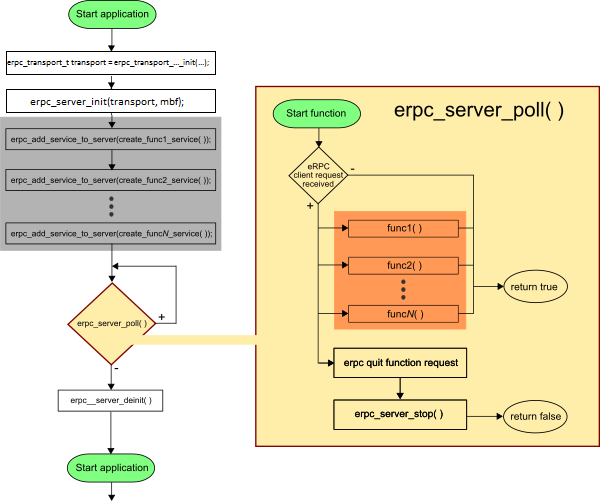 Start application
erpc_transport_t transport = erpc_transport_..._init(...);
erpc_server_init(transport, mbf);
erpc_add_service_to_server(create_func1_service( ));
erpc_add_service_to_server(create_func2_service( ));
erpc_add_service_to_server(create_funcN_service( ));
erpc_server_poll( )
+
-
erpc__server_deinit( )
Start application
erpc_server_poll( )
Start function
eRPC
client request
received
-
+
func1( )
func2( )
funcN( )
return true
erpc quit function request
erpc_server_stop( )
return false